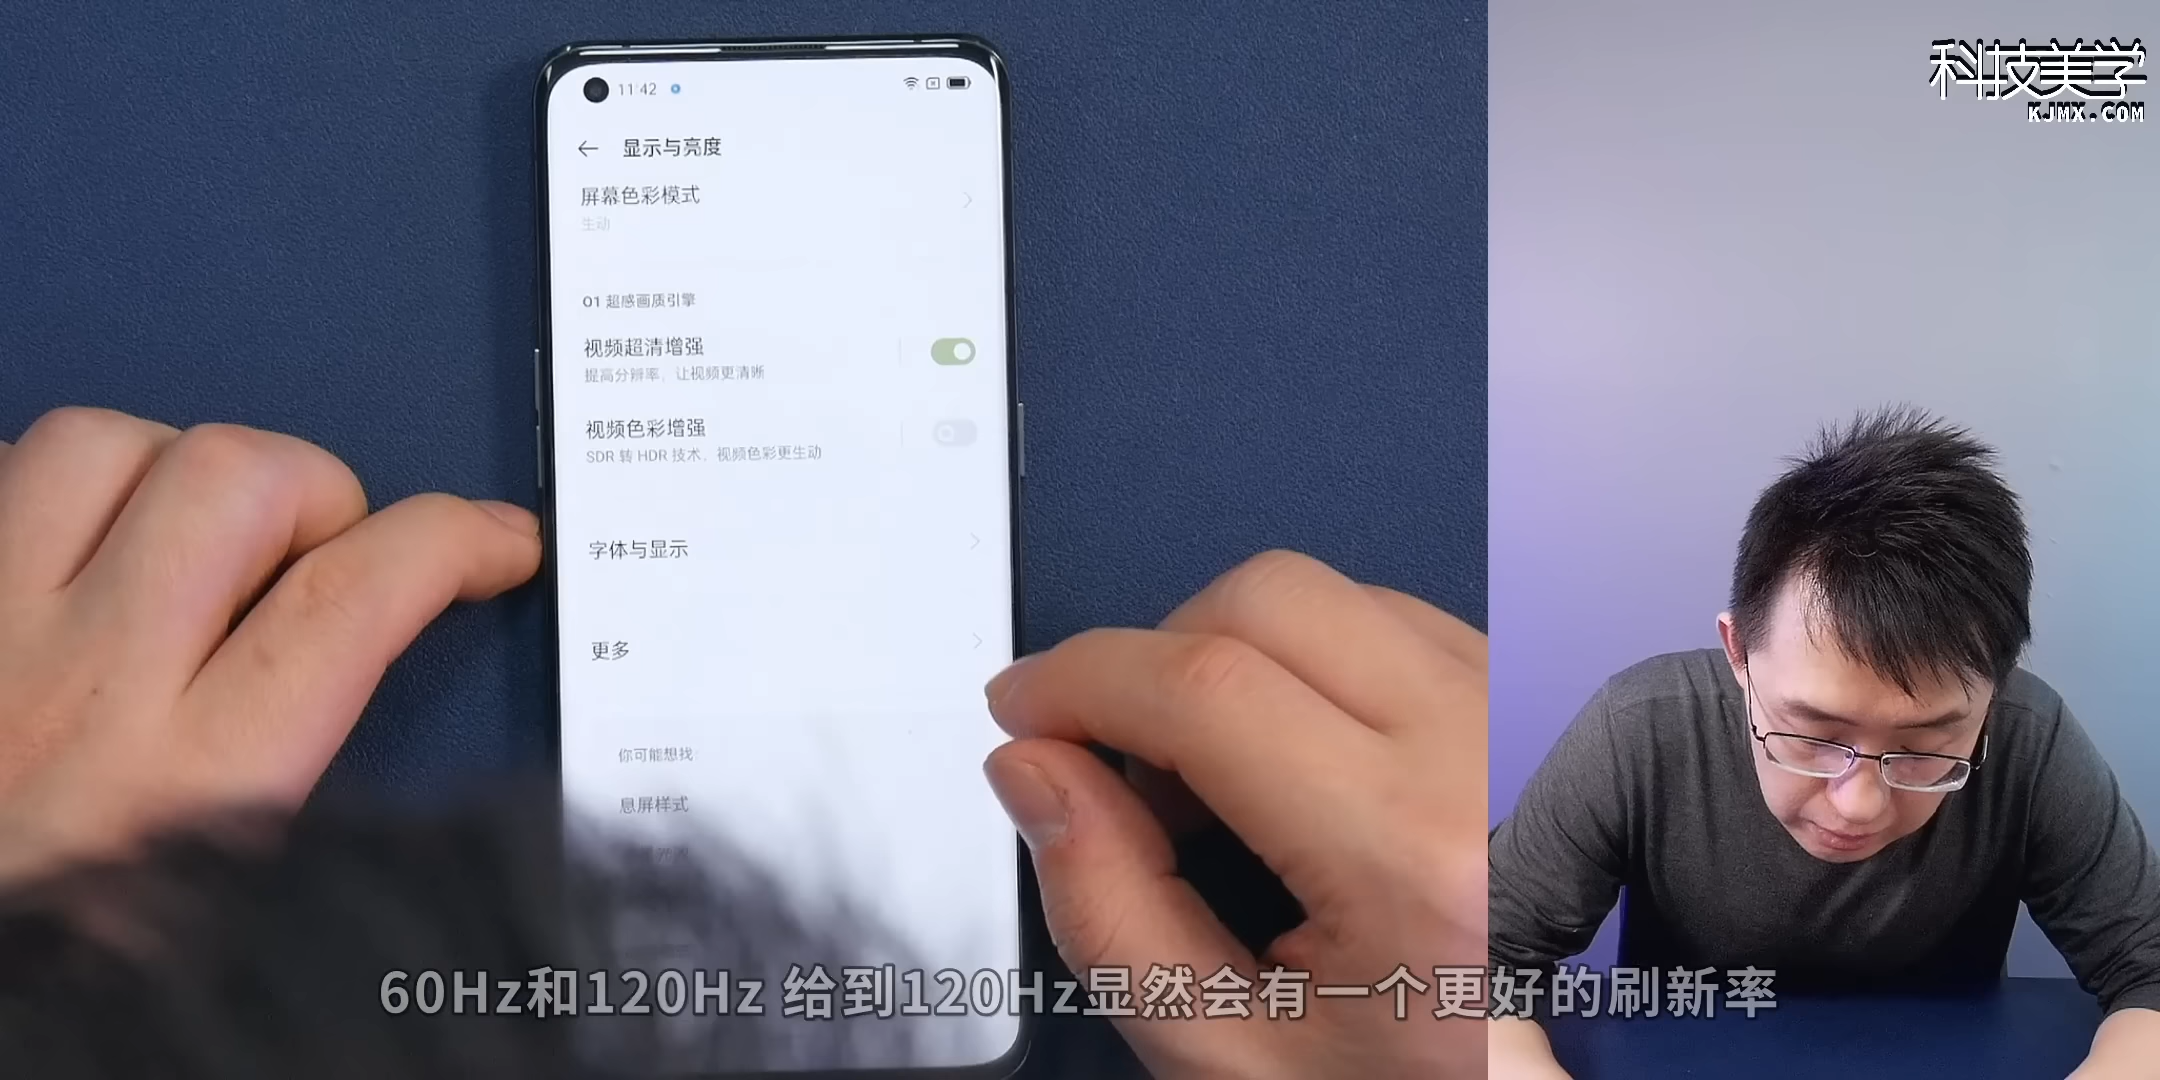 科技美学
KJMX.COM
11:42
显示与亮度
屏幕色彩模式
生动
O1 超感画质引擎
视频超清增强
提高分辨率，让视频更清晰
视频色彩增强
SDR 转 HDR 技术，视频色彩更生动
字体与显示
更多
你可能想找:
息屏样式
60Hz和120Hz 给到120Hz显然会有一个更好的刷新率